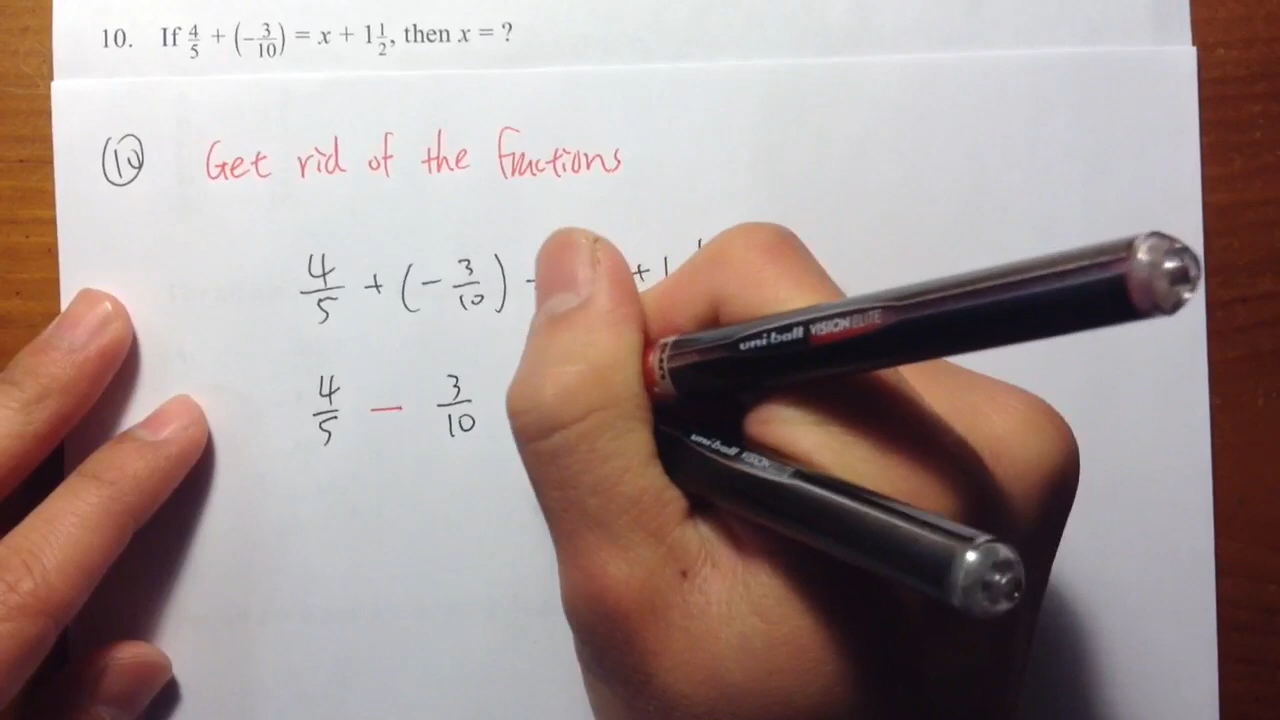 10. If 4/5 + (-3/10) = x + 1 1/2, then x = ?
(10) Get rid of the fractions
4/5 + (-3/10) + 1
uni-ball VISION ELITE
4/5 - 3/10
uni-ball VISION